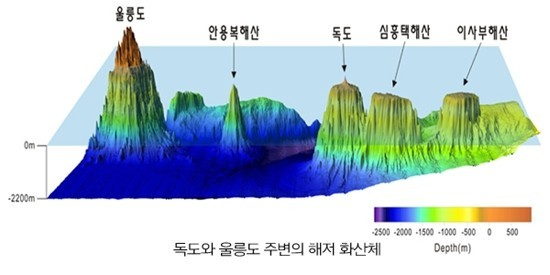 울릉도
안용복해산
독도
심흥택해산
이사부해산
0m
-2200m
-2500 -2000 -1500 -1000 -500 0 500
Depth(m)
독도와 울릉도 주변의 해저 화산체